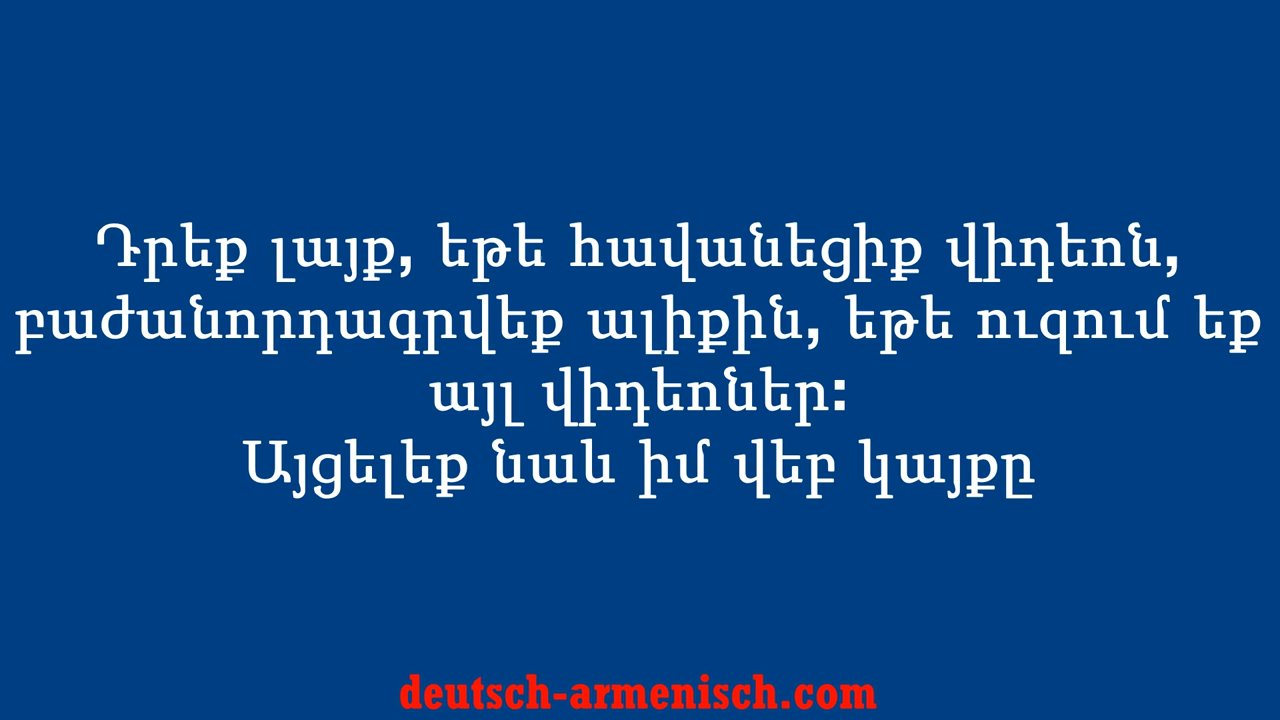 Դրեք լայք, եթե հավանեցիք վիդեոն,
բաժանորդագրվեք ալիքին, եթե ուզում եք
այլ վիդեոներ:
Այցելեք նաև իմ վեբ կայքը
deutsch-armenisch.com